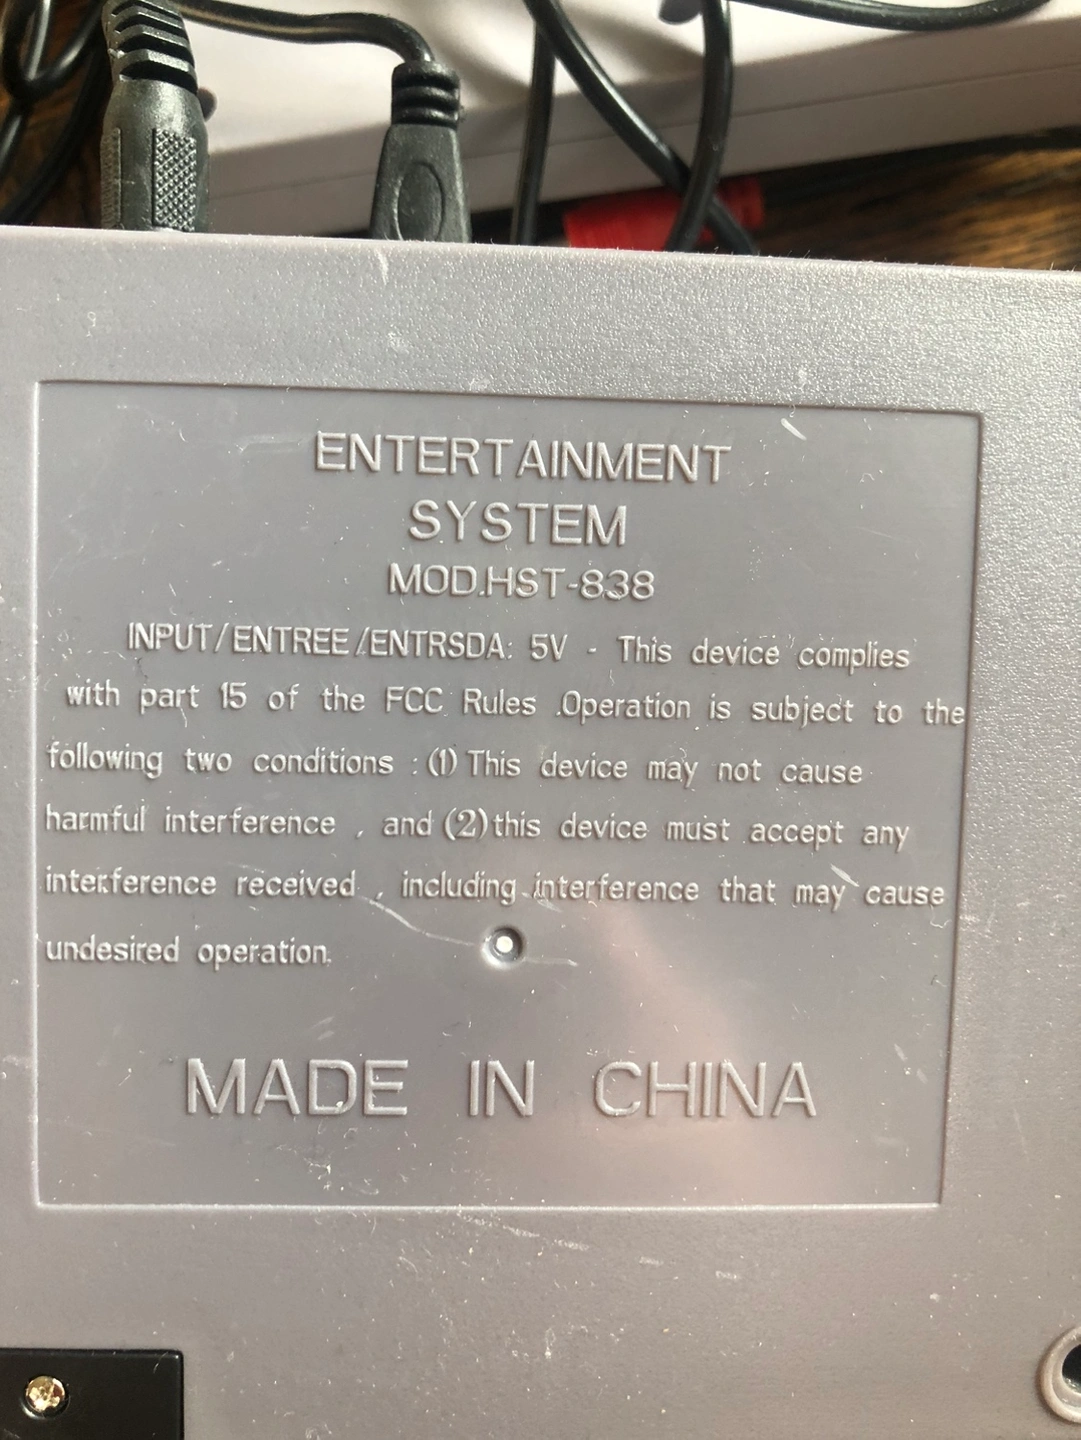 ENTERTAINMENT
SYSTEM
MOD.HST-838
INPUT/ENTREE/ENTRSDA: 5V - This device complies
with part 15 of the FCC Rules .Operation is subject to the
following two conditions : (1) This device may not cause
harmful interference , and (2)this device must accept any
interference received , including interference that may cause
undesired operation.
MADE IN CHINA